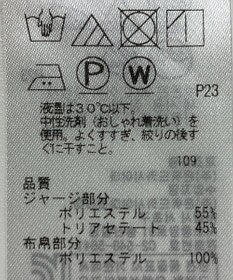 P
W
P23
液温は30℃以下、
中性洗剤（おしゃれ着洗い）を
使用。よくすすぎ、絞りの後す
ぐに干すこと。
109
品質
ジャージ部分
ポリエステル 55%
トリアセテート 45%
布帛部分
ポリエステル 100%